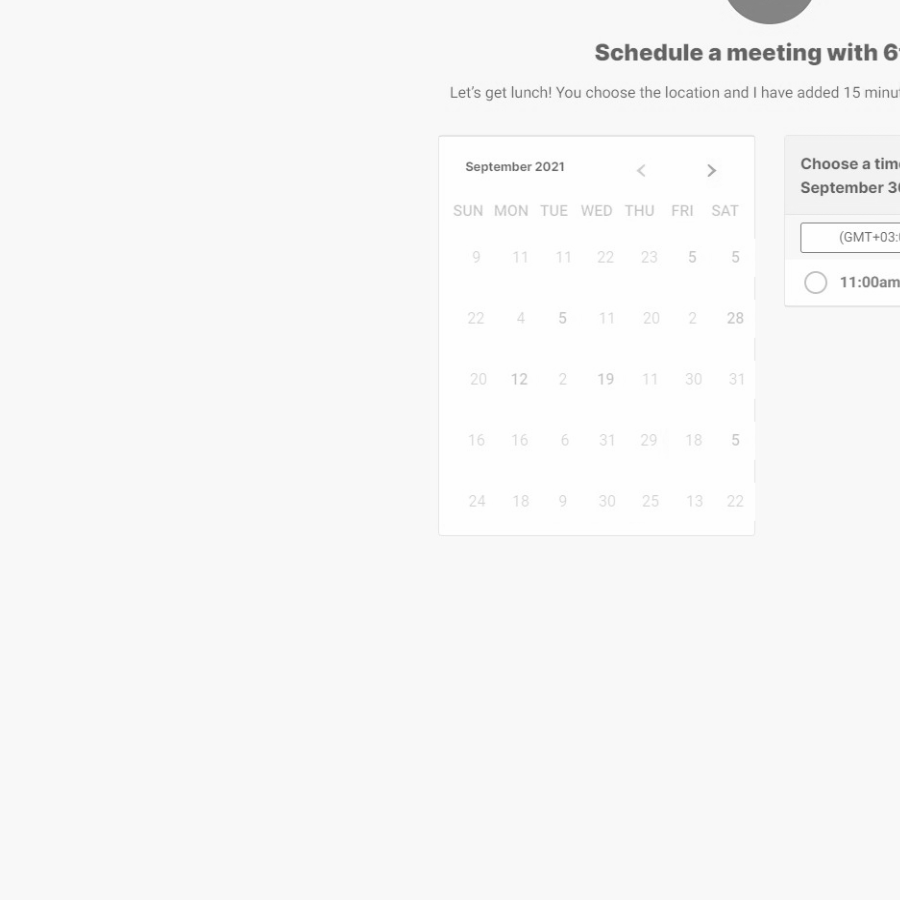 Schedule a meeting with 6
Let's get lunch! You choose the location and I have added 15
September 2021
SUN MON TUE WED THU FRI SAT
9 11 11 22 23 5 5
22 4 5 11 20 2 28
20 12 2 19 11 30 31
16 16 6 31 29 18 5
24 18 9 30 25 13 22
Choose a
September
(GMT+03:
11:00am